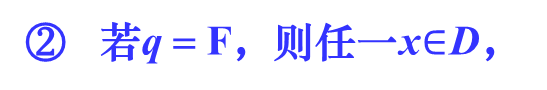 ② 若q = F，则任一x∈D，